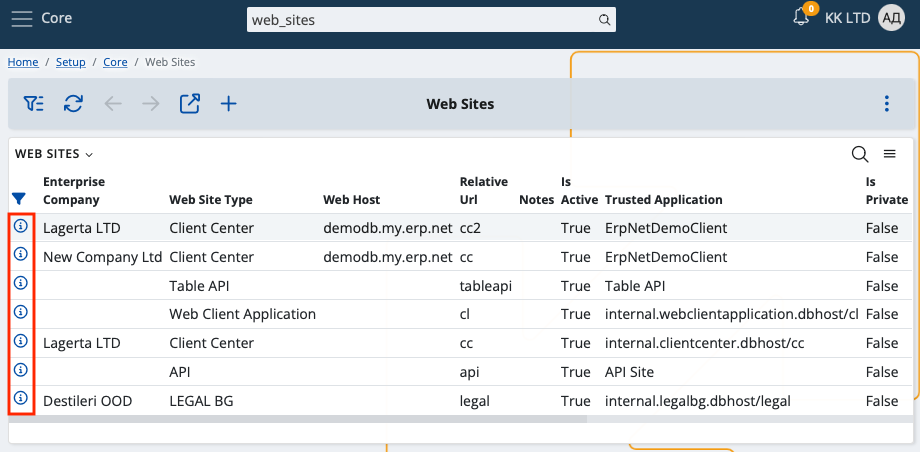 Core
web_sites
0
KK LTD
АД
Home / Setup / Core / Web Sites
Web Sites
WEB SITES
Enterprise Company Web Site Type Web Host Relative Url Notes Is Active Trusted Application Is Private
Lagerta LTD Client Center demodb.my.erp.net cc2 True ErpNetDemoClient False
New Company Ltd Client Center demodb.my.erp.net cc True ErpNetDemoClient False
Table API tableapi True Table API False
Web Client Application cl True internal.webclientapplication.dbhost/cl False
Lagerta LTD Client Center cc True internal.clientcenter.dbhost/cc False
API api True API Site False
Destileri OOD LEGAL BG legal True internal.legalbg.dbhost/legal False